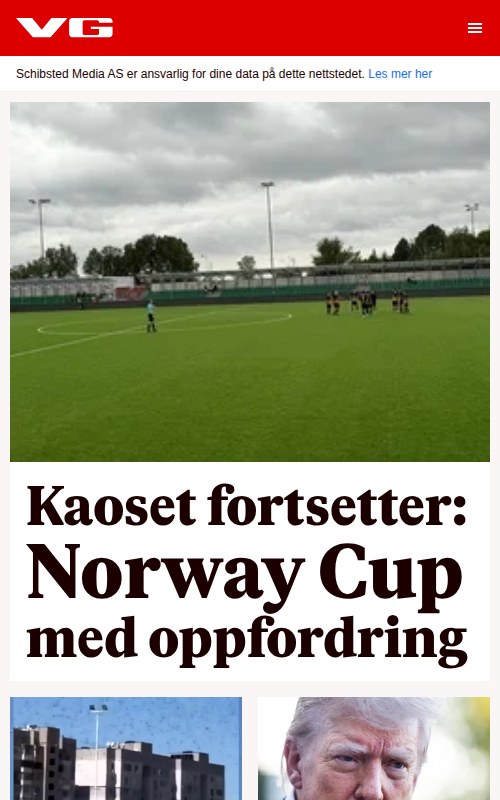 VG
Schibsted Media AS er ansvarlig for dine data på dette nettstedet. Les mer her
Kaoset fortsetter:
Norway Cup
med oppfordring